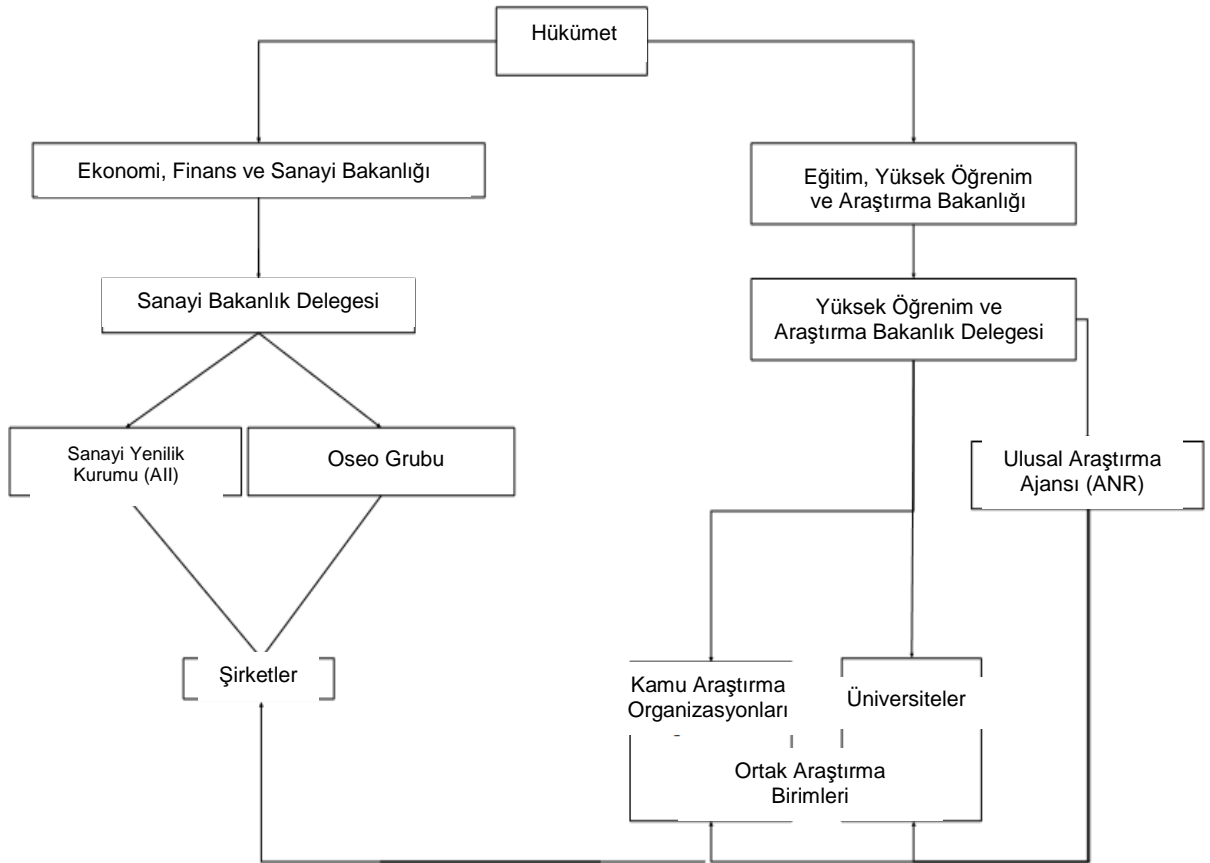 Hükümet
Ekonomi, Finans ve Sanayi Bakanlığı
Eğitim, Yüksek Öğrenim
ve Araştırma Bakanlığı
Sanayi Bakanlık Delegesi
Yüksek Öğrenim ve
Araştırma Bakanlık Delegesi
Sanayi Yenilik
Kurumu (AII)
Oseo Grubu
Ulusal Araştırma
Ajansı (ANR)
Şirketler
Kamu Araştırma
Organizasyonları
Üniversiteler
Ortak Araştırma
Birimleri